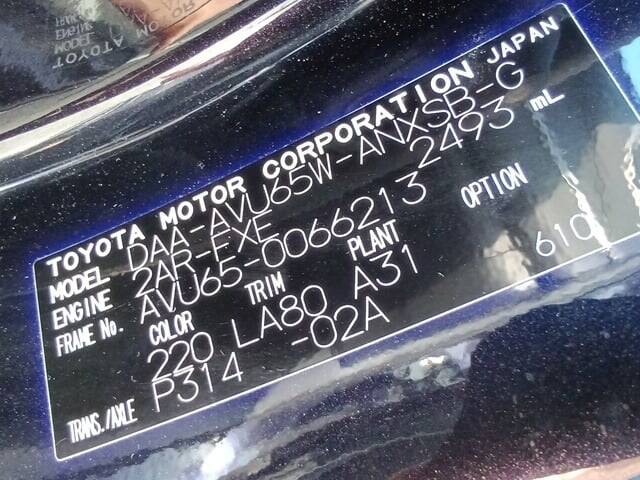 TOYOTA MOTOR CORPORATION JAPAN
MODEL DAA-AVU65W-ANXSB-G
ENGINE 2AR-FXE 2493 mL
FRAME No. AVU65-0066213
COLOR TRIM PLANT OPTION
220 LA80 A31 610
TRANS./AXLE P314 -02A